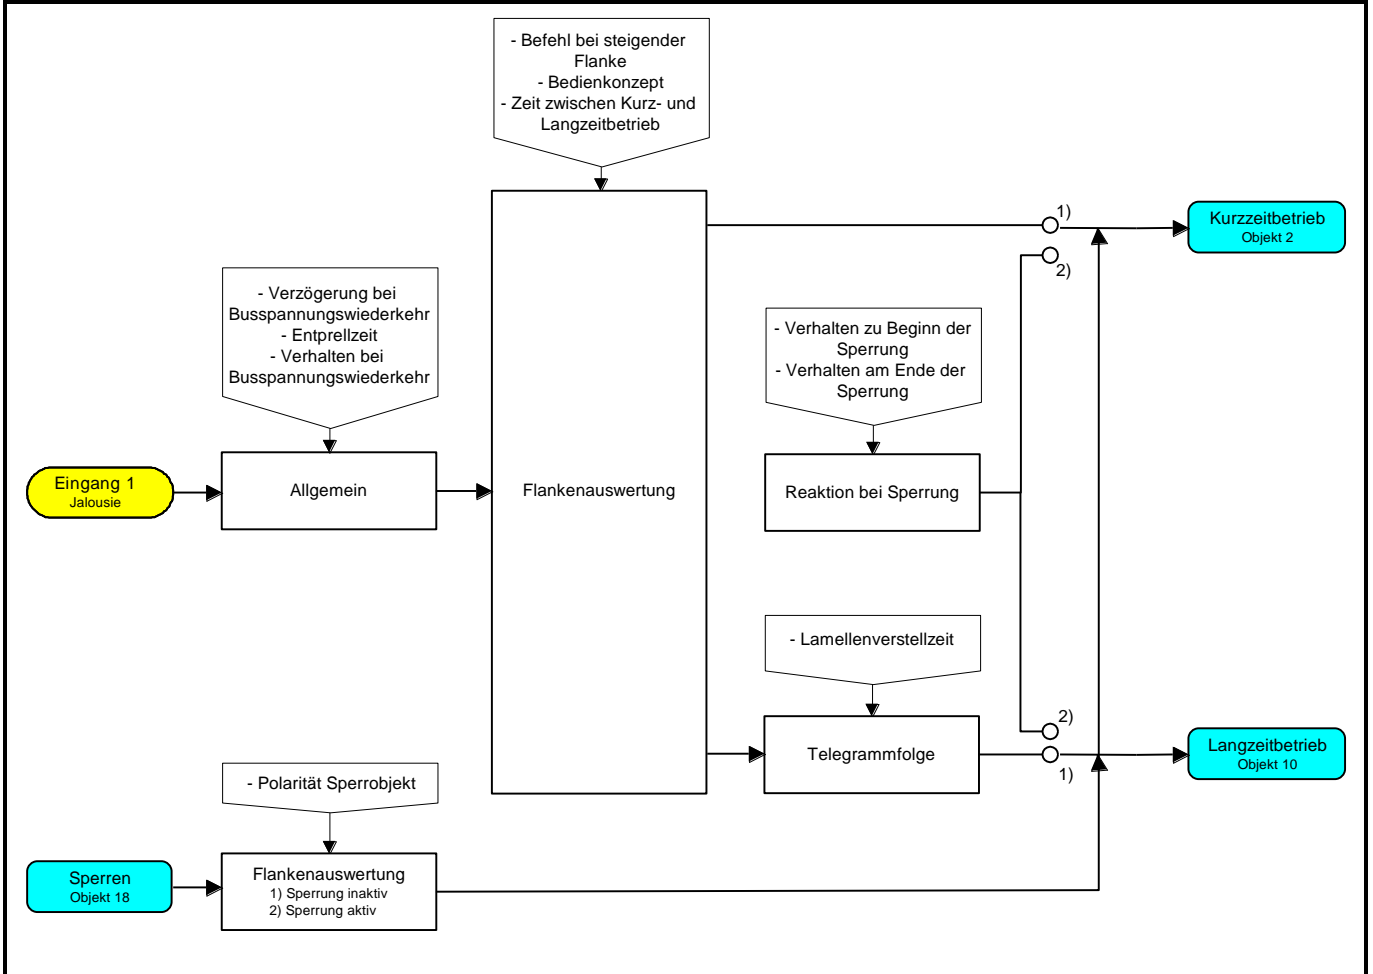 - Befehl bei steigender
Flanke
- Bedienkonzept
- Zeit zwischen Kurz- und
Langzeitbetrieb
1)
Kurzzeitbetrieb
Objekt 2
2)
- Verzögerung bei
Busspannungswiederkehr
- Entprellzeit
- Verhalten bei
Busspannungswiederkehr
- Verhalten zu Beginn der
Sperrung
- Verhalten am Ende der
Sperrung
Eingang 1
Jalousie
Allgemein
Flankenauswertung
Reaktion bei Sperrung
- Lamellenverstellzeit
2)
Telegrammfolge
Langzeitbetrieb
Objekt 10
1)
- Polarität Sperrobjekt
Sperren
Objekt 18
Flankenauswertung
1) Sperrung inaktiv
2) Sperrung aktiv